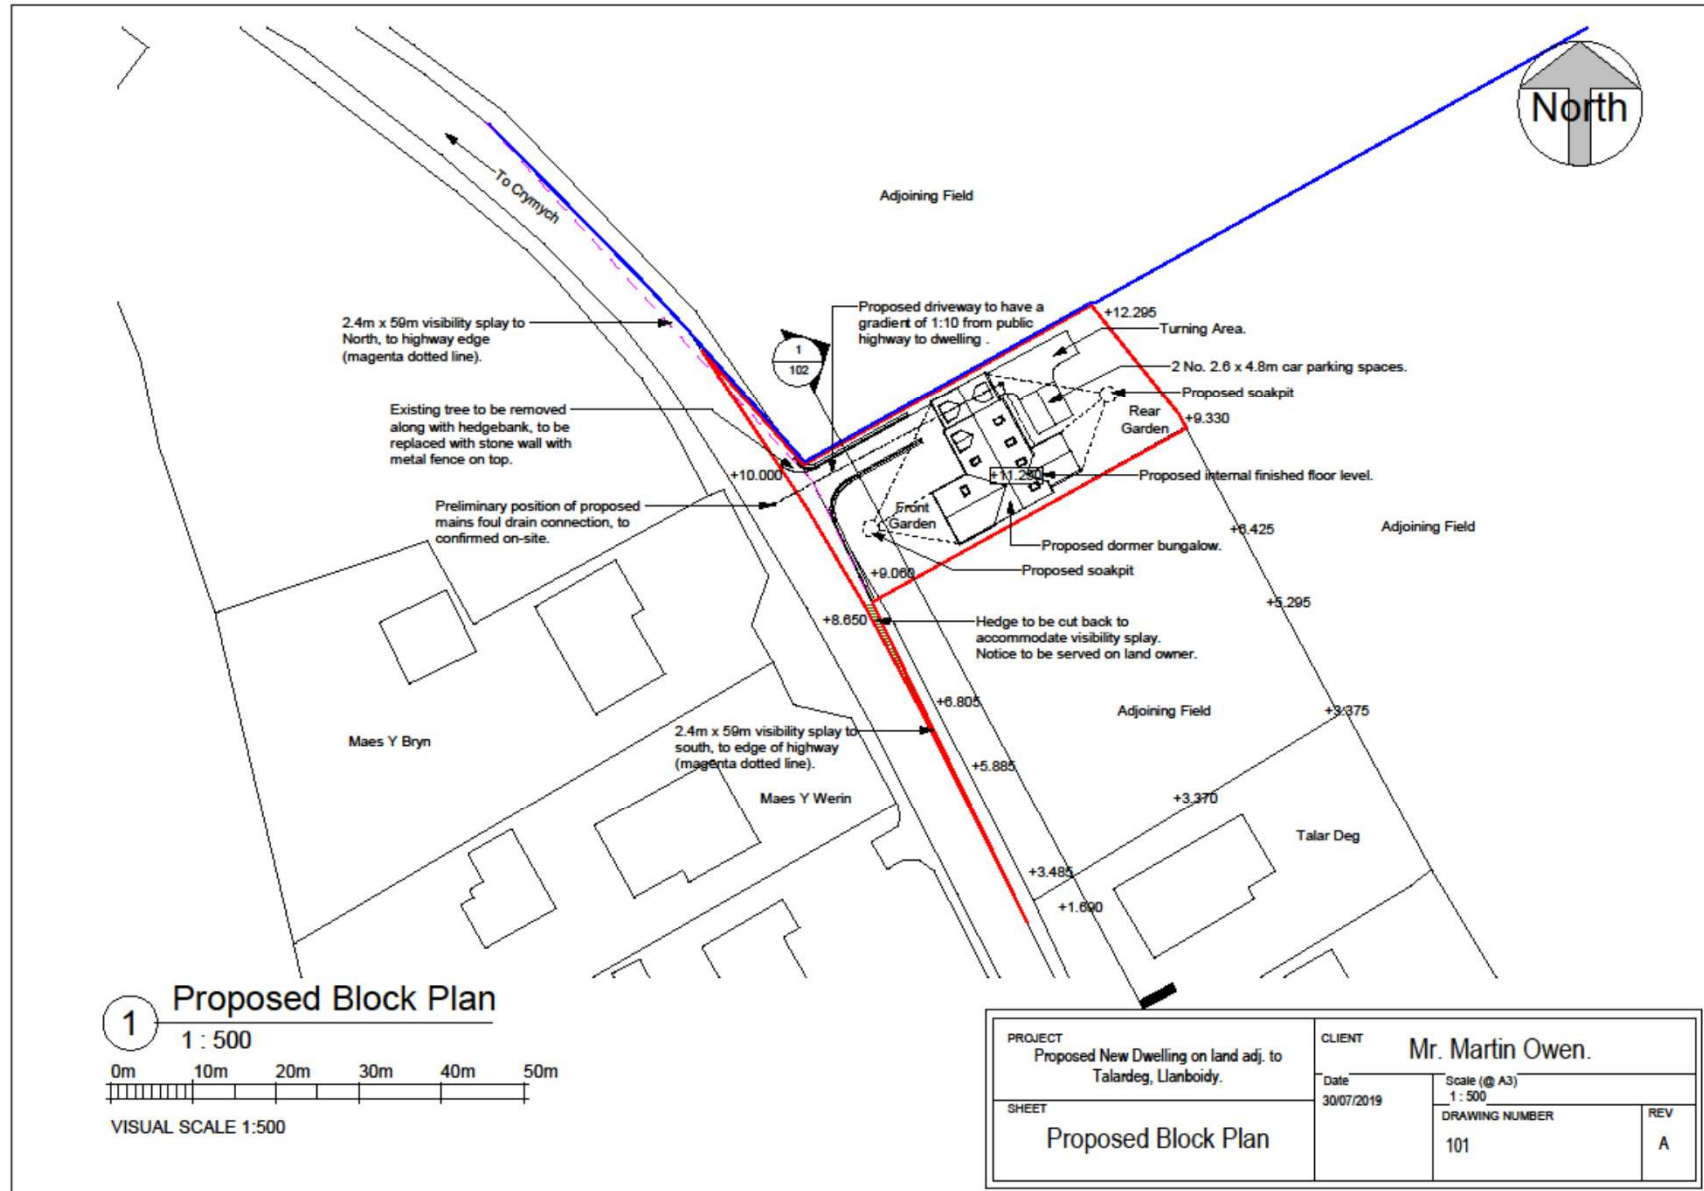 North
To Crymych
Adjoining Field
2.4m x 59m visibility splay to
North, to highway edge
(magenta dotted line).
Proposed driveway to have a
gradient of 1:10 from public
highway to dwelling .
1
102
+12.295
Turning Area.
2 No. 2.6 x 4.8m car parking spaces.
Proposed soakpit
Rear
Garden
+9.330
Existing tree to be removed
along with hedgebank, to be
replaced with stone wall with
metal fence on top.
+10.000
+11.250
Proposed internal finished floor level.
Preliminary position of proposed
mains foul drain connection, to
confirmed on-site.
Front
Garden
+6.425
Adjoining Field
Proposed dormer bungalow.
Proposed soakpit
+9.060
+5.295
+8.650
Hedge to be cut back to
accommodate visibility splay.
Notice to be served on land owner.
+6.805
Adjoining Field
+3.375
Maes Y Bryn
2.4m x 59m visibility splay to
south, to edge of highway
(magenta dotted line).
+5.885
Maes Y Werin
+3.370
Talar Deg
+3.485
+1.690
1
Proposed Block Plan
1 : 500
0m 10m 20m 30m 40m 50m
VISUAL SCALE 1:500
PROJECT
Proposed New Dwelling on land adj. to
Talardeg, Llanboidy.
CLIENT
Mr. Martin Owen.
Date
30/07/2019
Scale (@ A3)
1 : 500
SHEET
Proposed Block Plan
DRAWING NUMBER
101
REV
A